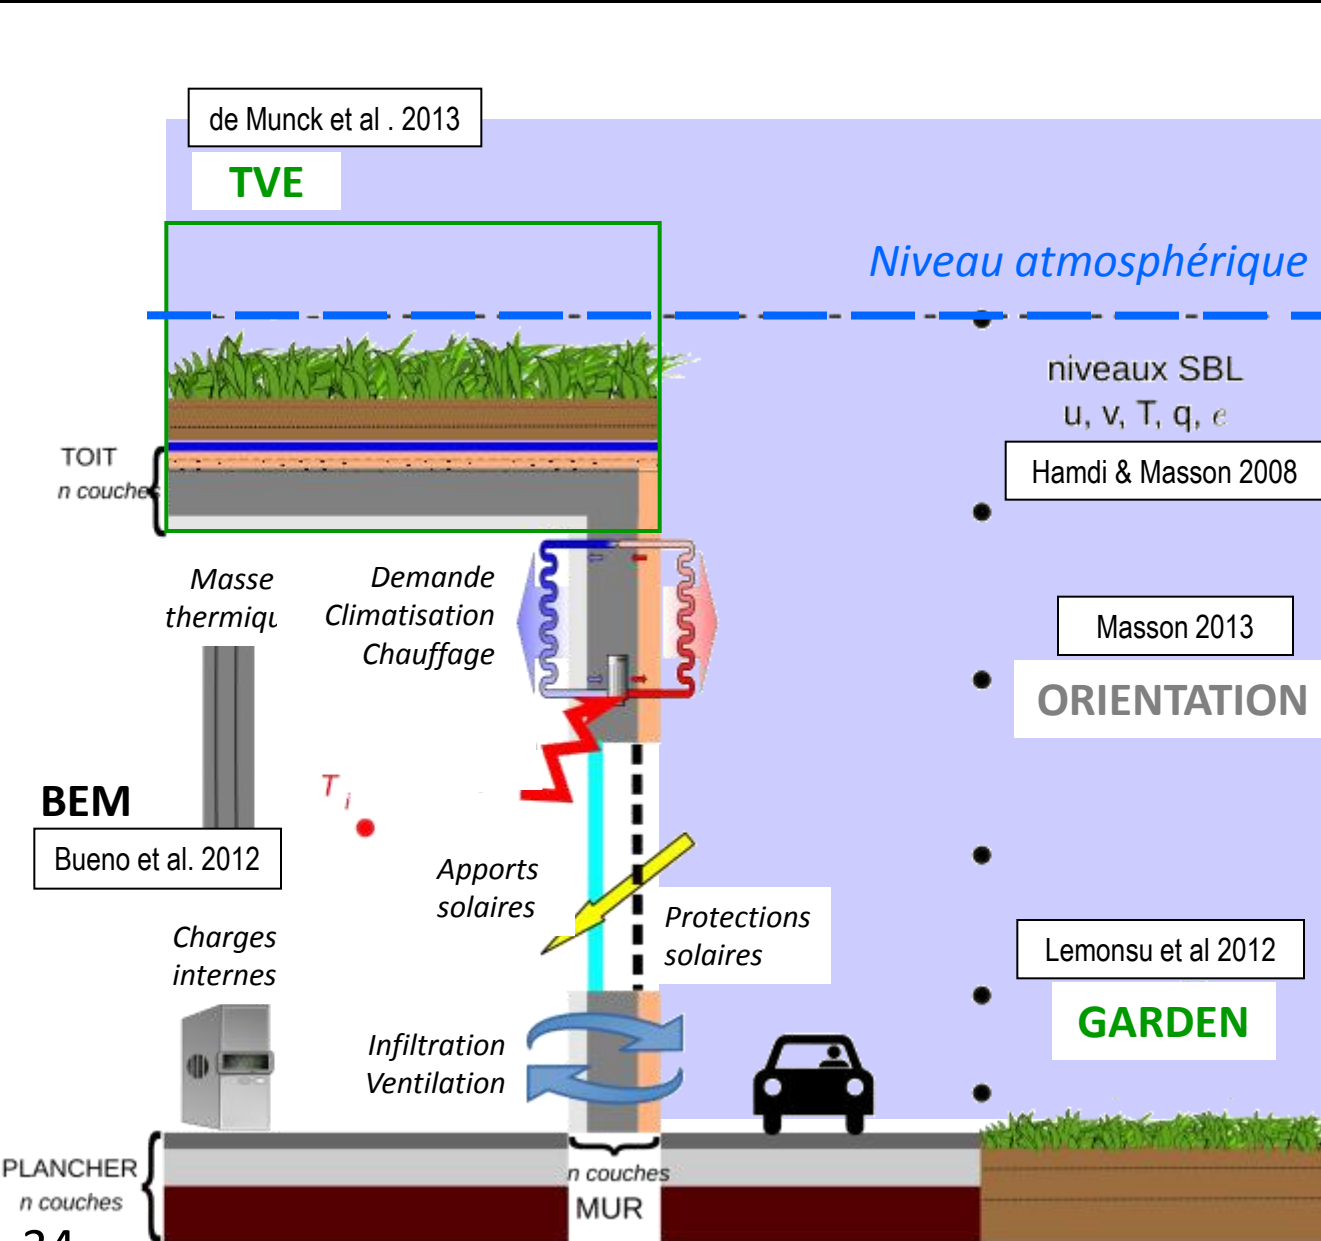 de Munck et al . 2013
TVE
Niveau atmosphérique
niveaux SBL
u, v, T, q, e
Hamdi & Masson 2008
TOIT
n couches
Masse
thermiqu
Demande
Climatisation
Chauffage
Masson 2013
ORIENTATION
T i
BEM
Bueno et al. 2012
Apports
solaires
Protections
solaires
Charges
internes
Lemonsu et al 2012
GARDEN
Infiltration
Ventilation
PLANCHER
n couches
n couches
MUR